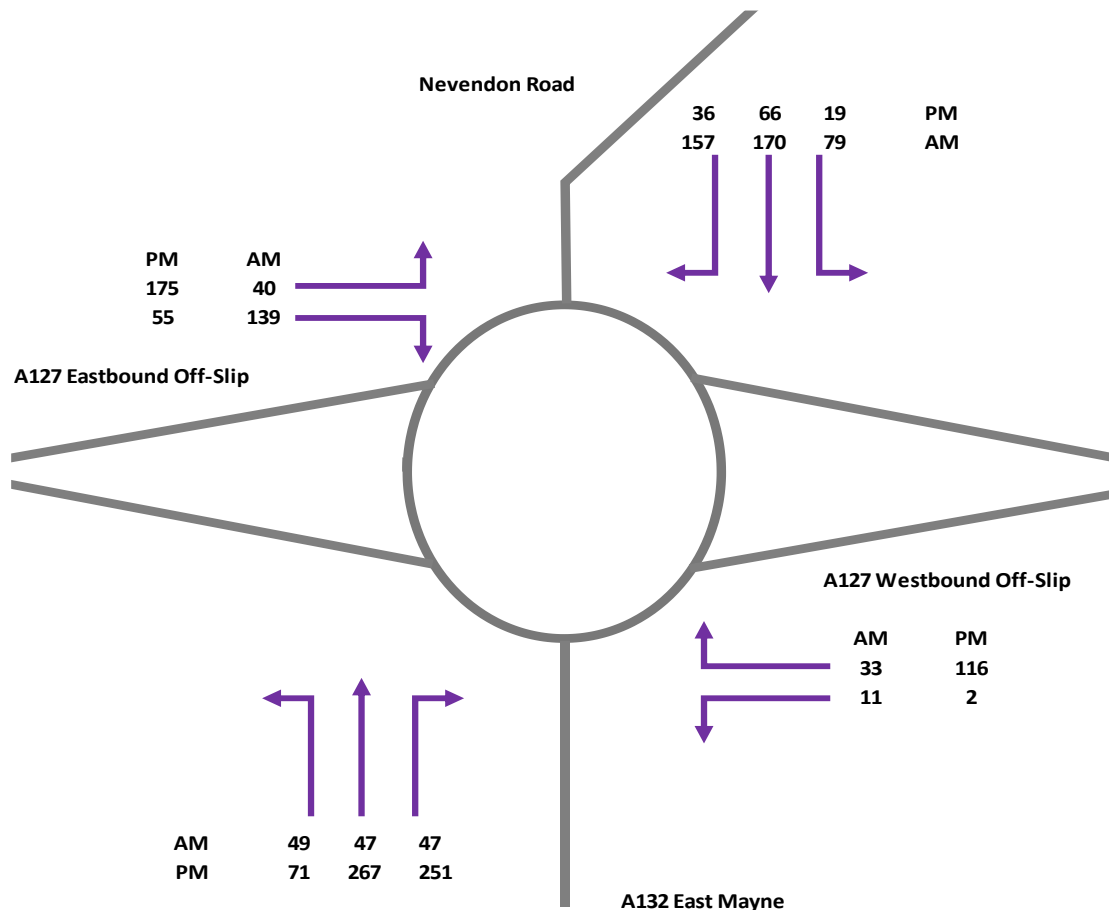 Nevendon Road
36 66 19 PM
157 170 79 AM
PM AM
175 40
55 139
A127 Eastbound Off-Slip
A127 Westbound Off-Slip
AM PM
33 116
11 2
AM 49 47 47
PM 71 267 251
A132 East Mayne